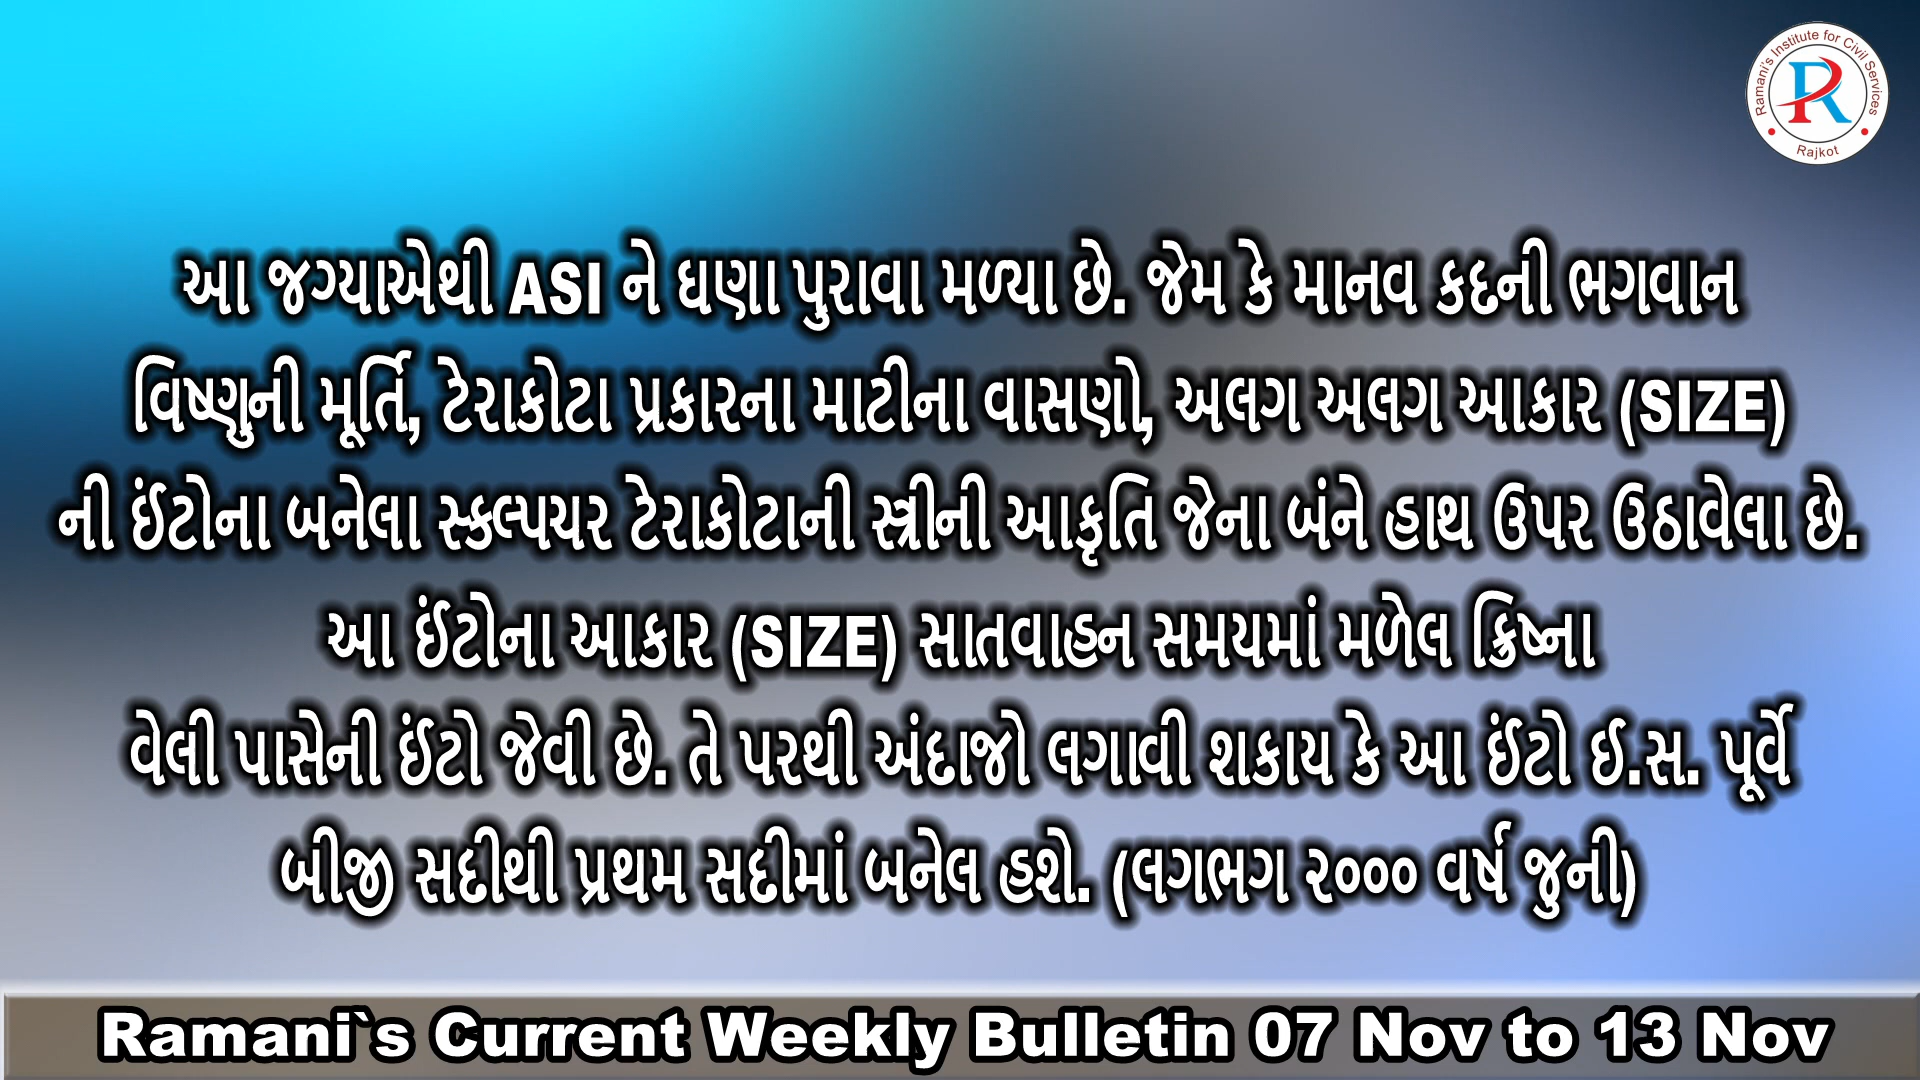 Ramani's Institute for Civil Services
R
Rajkot
આ જગ્યાએથી ASI ને ઘણા પુરાવા મળ્યા છે. જેમ કે માનવ કદની ભગવાન
વિષ્ણુની મૂર્તિ, ટેરાકોટા પ્રકારના માટીના વાસણો, અલગ અલગ આકાર (SIZE)
ની ઈંટોના બનેલા સ્કલ્પચર ટેરાકોટાની સ્ત્રીની આકૃતિ જેના બંને હાથ ઉપર ઉઠાવેલા છે.
આ ઈંટોના આકાર (SIZE) સાતવાહન સમયમાં મળેલ ક્રિષ્ના
વેલી પાસેની ઈંટો જેવી છે. તે પરથી અંદાજો લગાવી શકાય કે આ ઈંટો ઈ.સ. પૂર્વે
બીજી સદીથી પ્રથમ સદીમાં બનેલ હશે. (લગભગ ૨૦૦૦ વર્ષ જુની)
Ramani`s Current Weekly Bulletin 07 Nov to 13 Nov